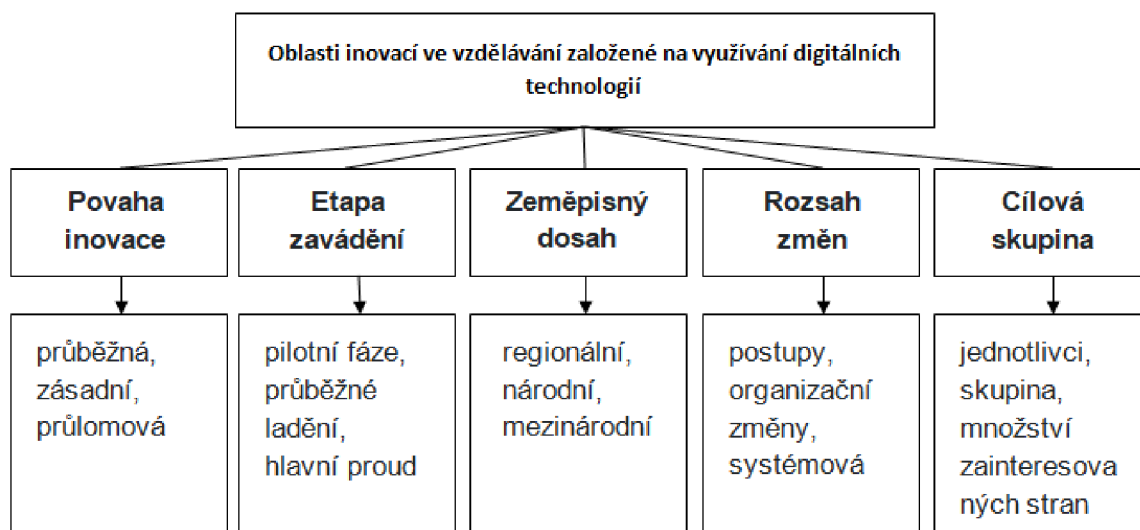 Oblasti inovací ve vzdělávání založené na využívání digitálních
technologií
Povaha
inovace
Etapa
zavádění
Zeměpisný
dosah
Rozsah
změn
Cílová
skupina
průběžná,
zásadní,
průlomová
pilotní fáze,
průběžné
ladění,
hlavní proud
regionální,
národní,
mezinárodní
postupy,
organizační
změny,
systémová
jednotlivci,
skupina,
množství
zainteresova
ných stran